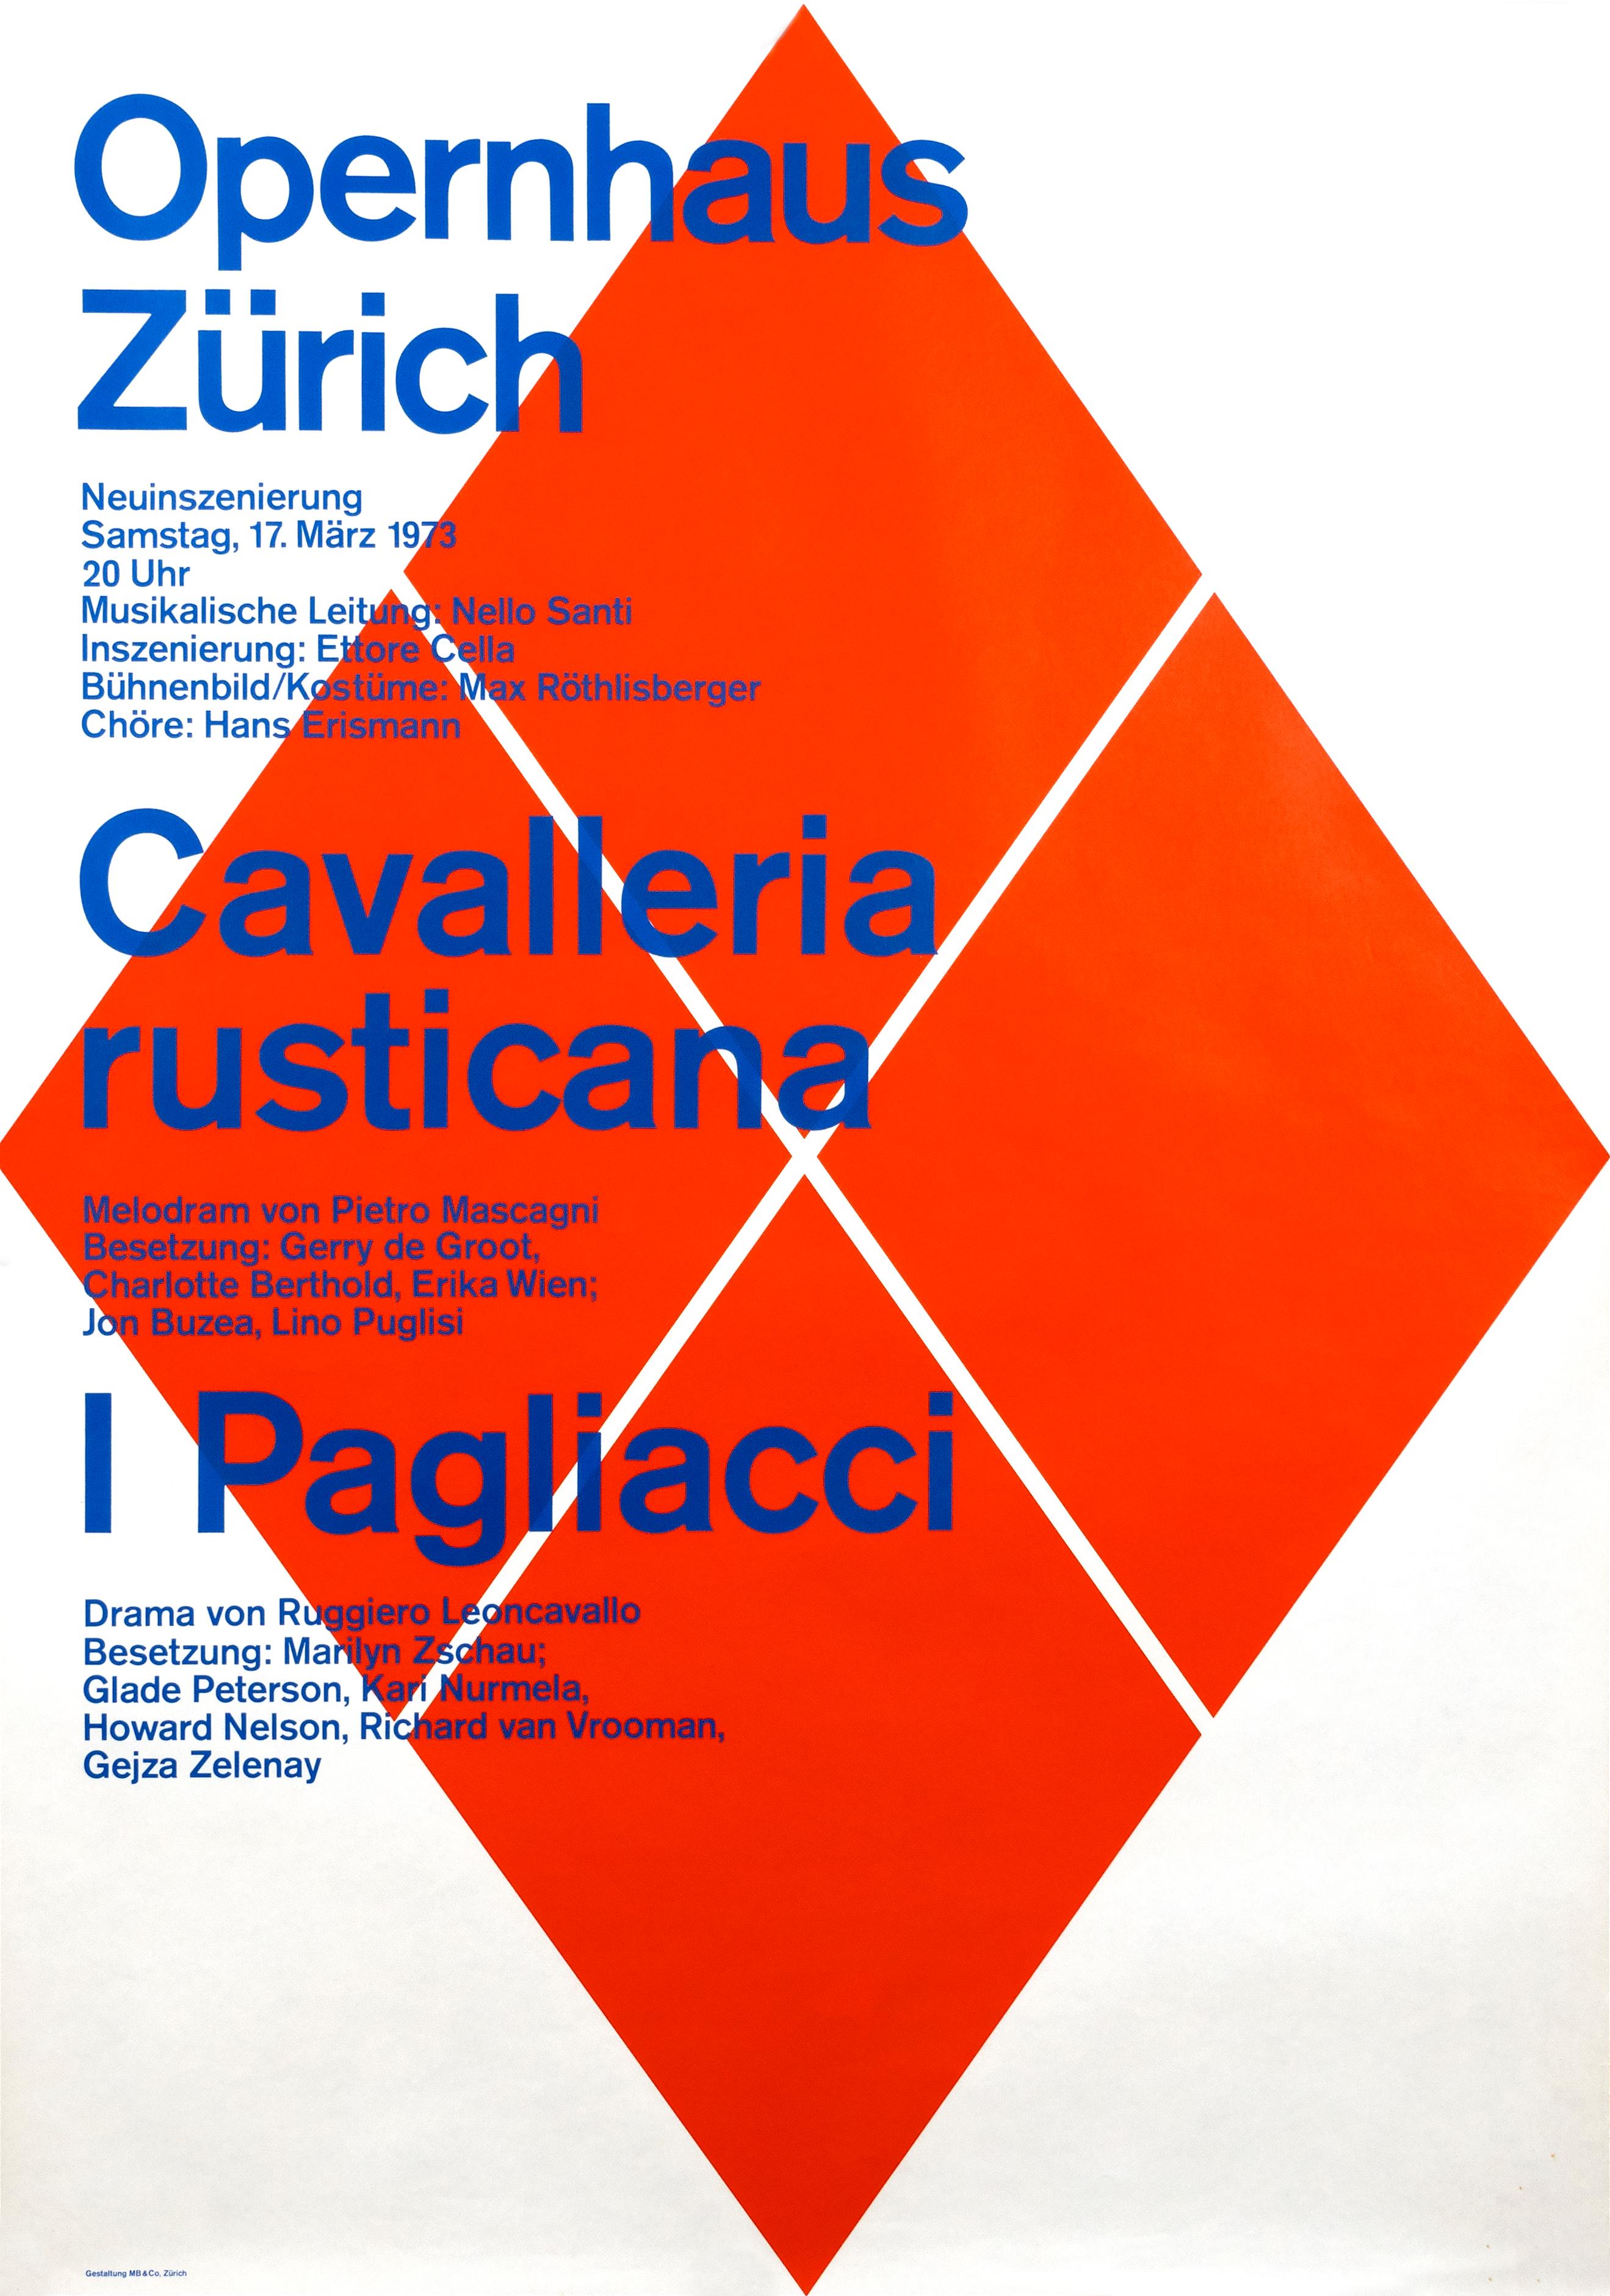 Opernhaus
Zürich
Neuinszenierung
Samstag, 17. März 1973
20 Uhr
Musikalische Leitung: Nello Santi
Inszenierung: Ettore Cella
Bühnenbild/Kostüme: Max Röthlisberger
Chöre: Hans Erismann
Cavalleria
rusticana
Melodram von Pietro Mascagni
Besetzung: Gerry de Groot,
Charlotte Berthold, Erika Wien;
Jon Buzea, Lino Puglisi
I Pagliacci
Drama von Ruggiero Leoncavallo
Besetzung: Marilyn Zschau;
Glade Peterson, Kari Nurmela,
Howard Nelson, Richard van Vrooman,
Gejza Zelenay
Gestaltung MB&Co, Zürich